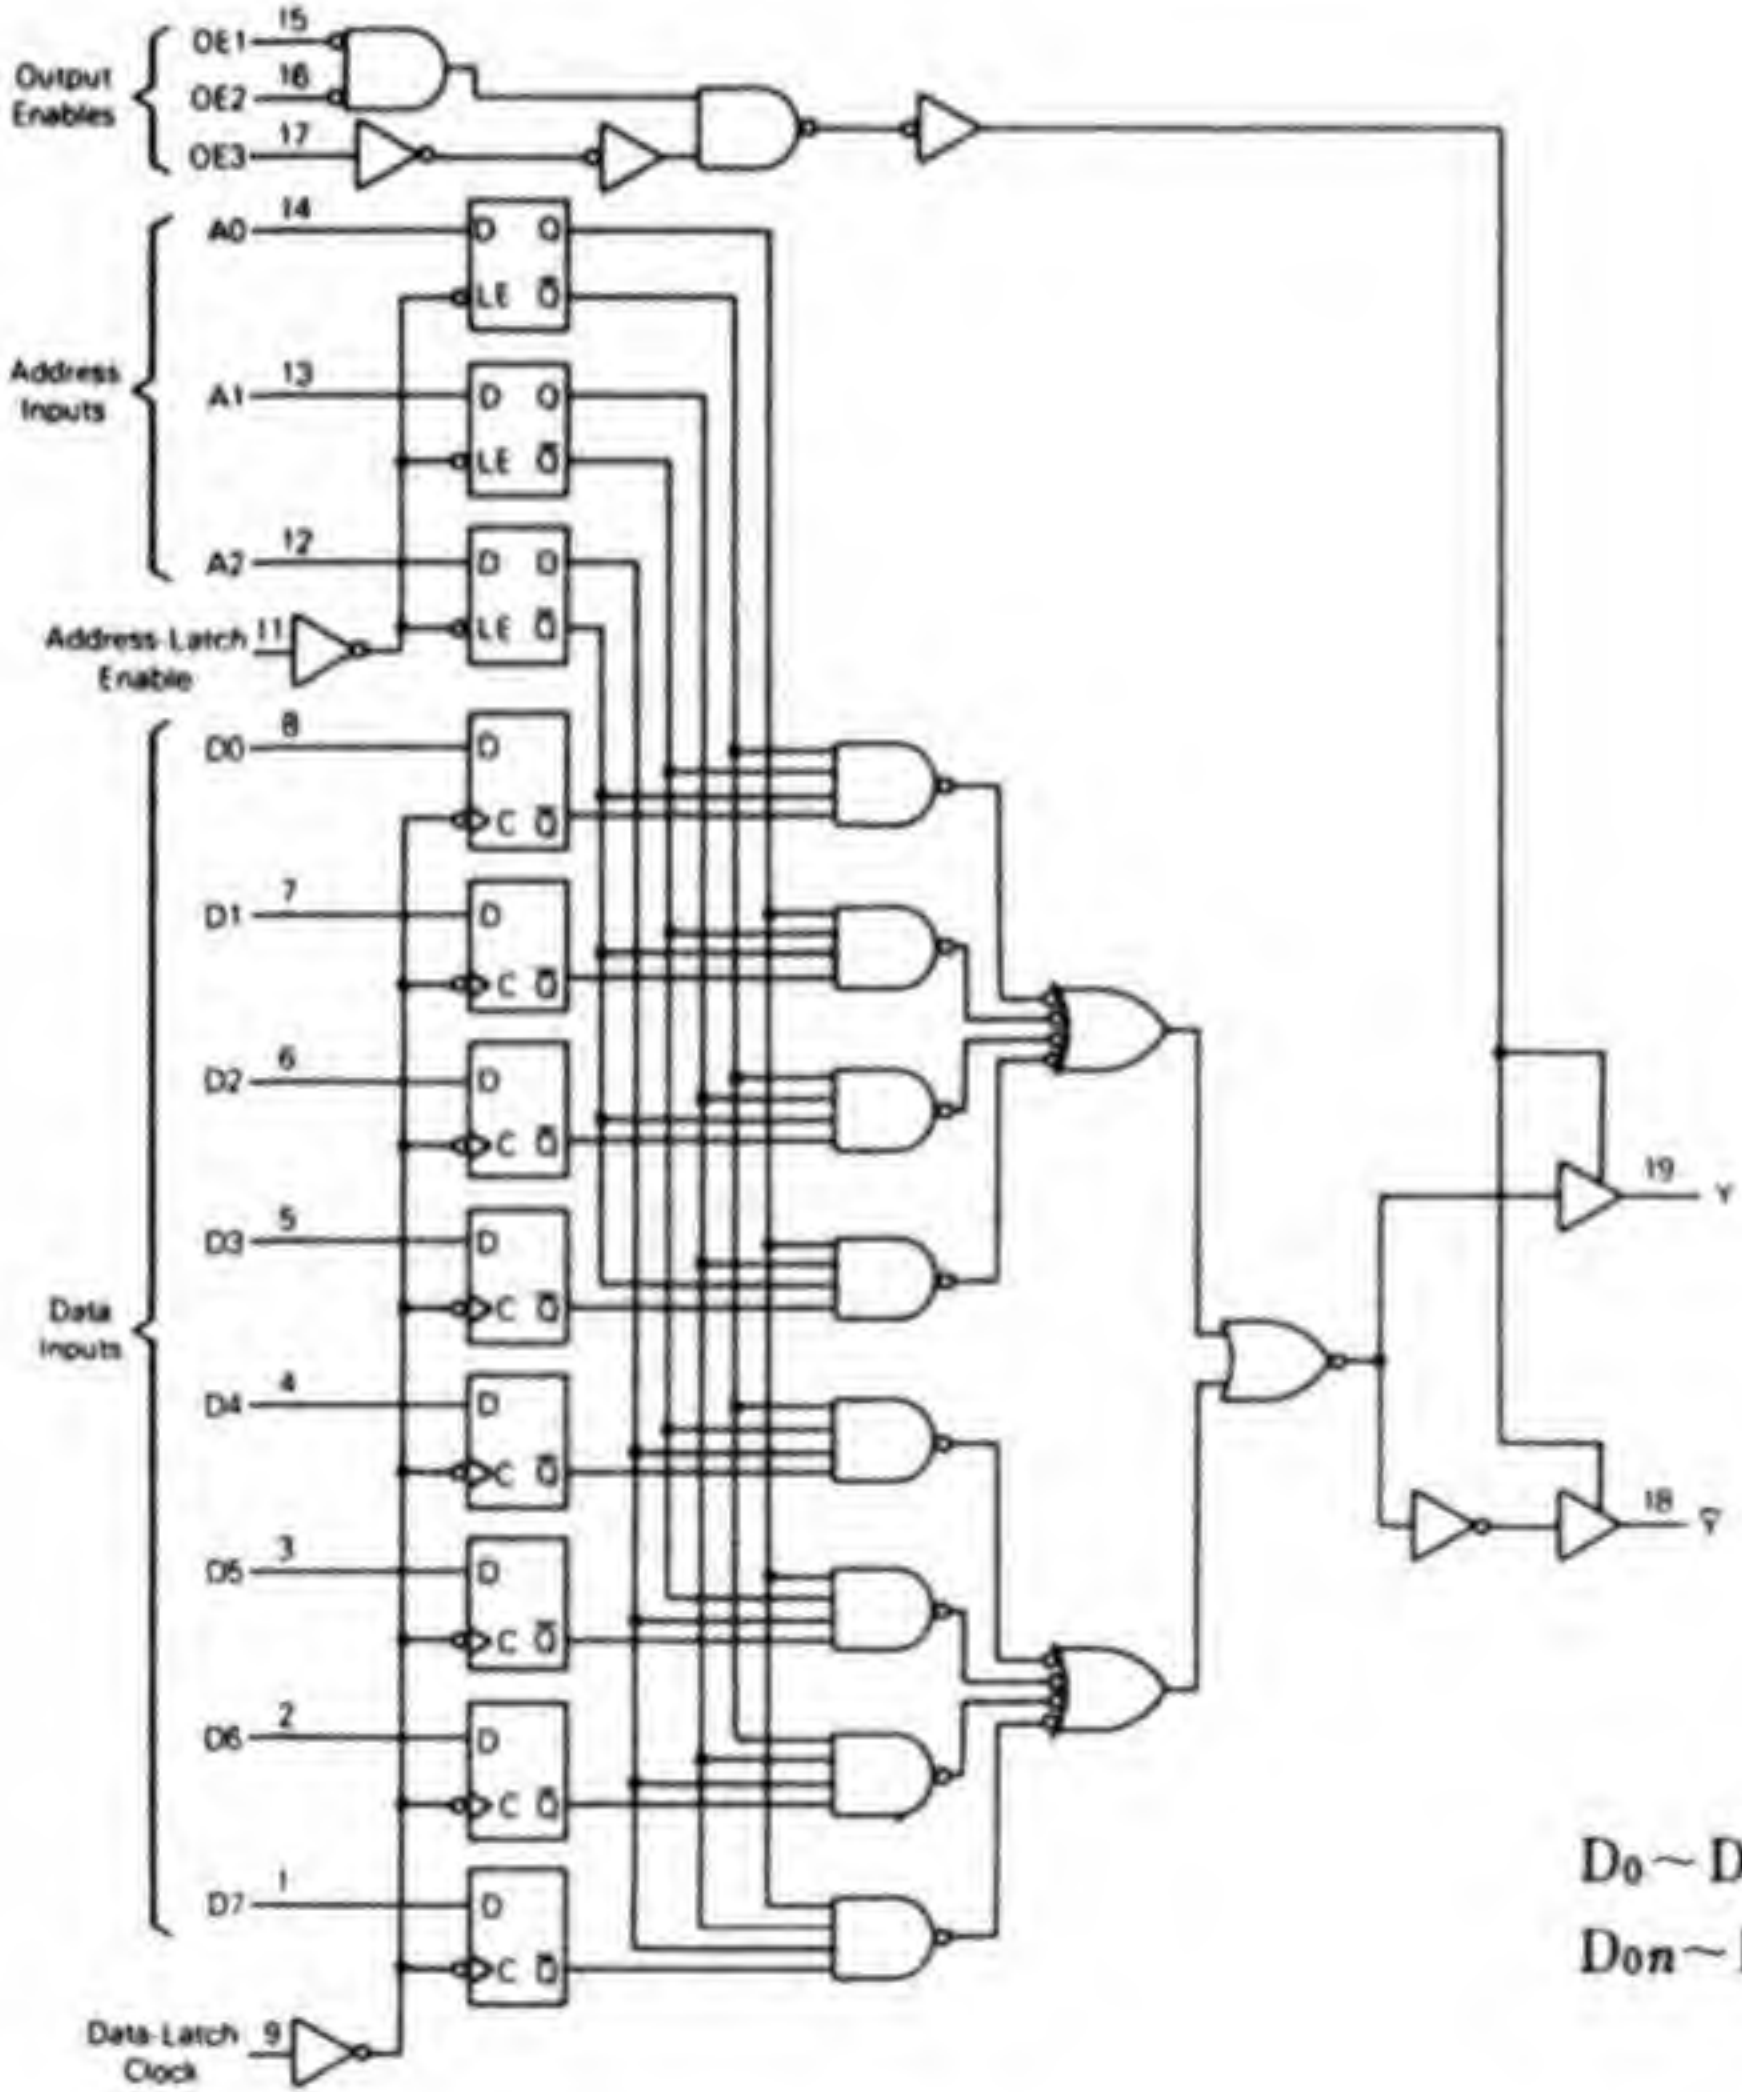 Output
Enables
OE1 15
OE2 16
OE3 17
Address
Inputs
A0 14
D Q
LE Q̅
A1 13
D Q
LE Q̅
A2 12
D Q
LE Q̅
Address-Latch 11
Enable
Data
Inputs
D0 8
D
C Q̅
D1 7
D
C Q̅
D2 6
D
C Q̅
D3 5
D
C Q̅
D4 4
D
C Q̅
D5 3
D
C Q̅
D6 2
D
C Q̅
D7 1
D
C Q̅
Data-Latch 9
Clock
19 Y
18 Y̅
D₀~D
D₀n~